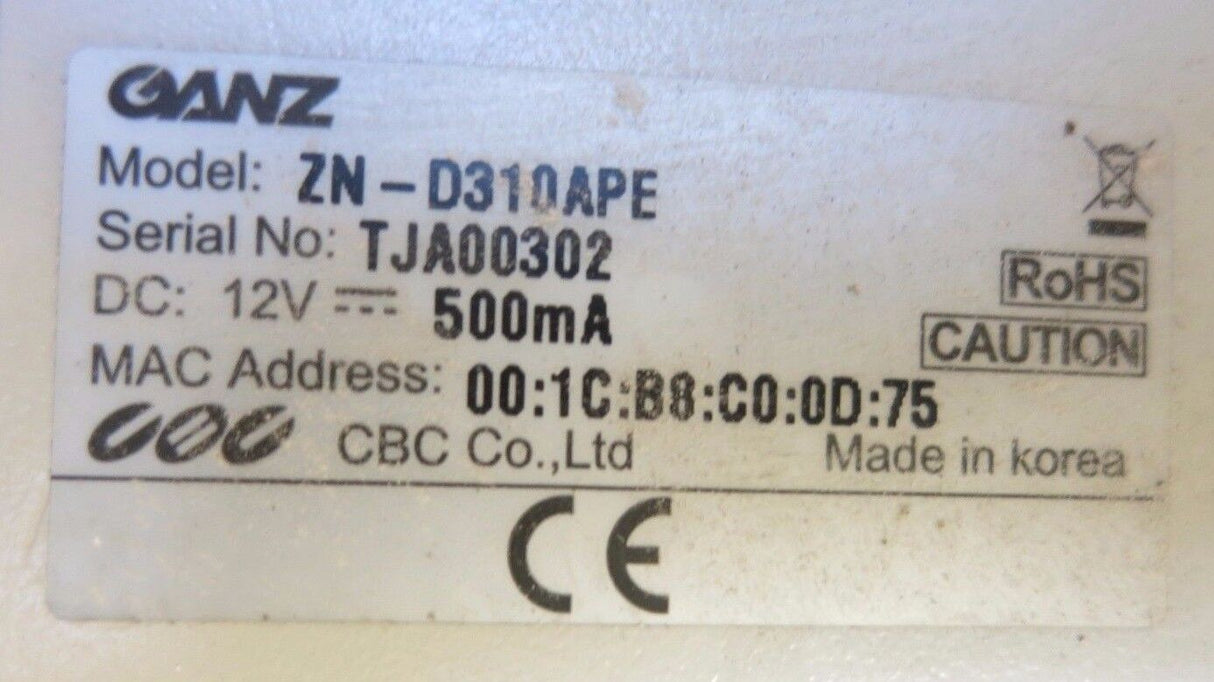 GANZ
Model: ZN-D310APE
Serial No: TJA00302
DC: 12V 500mA
RoHS
CAUTION
MAC Address: 00:1C:B8:C0:0D:75
CBC CBC Co.,Ltd
Made in korea
CE